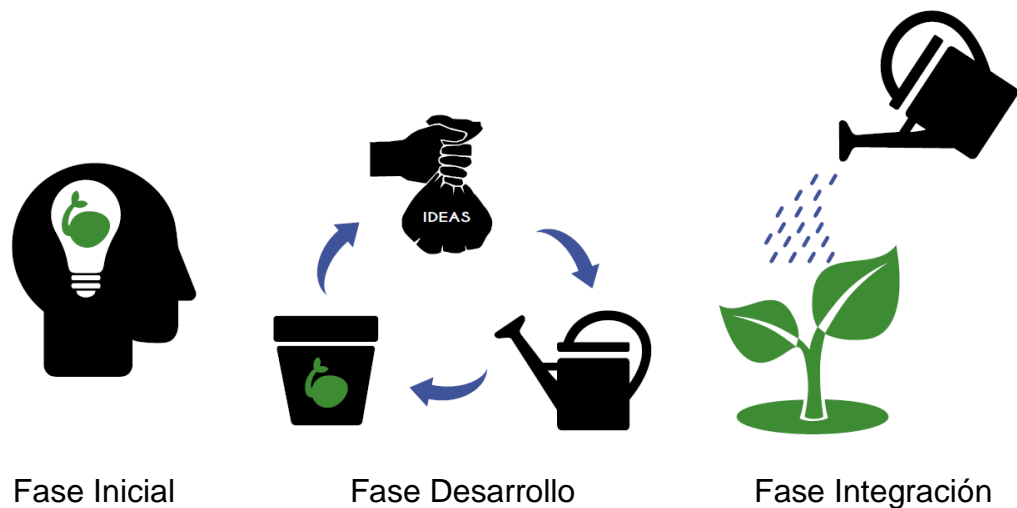 IDEAS
Fase Inicial
Fase Desarrollo
Fase Integración